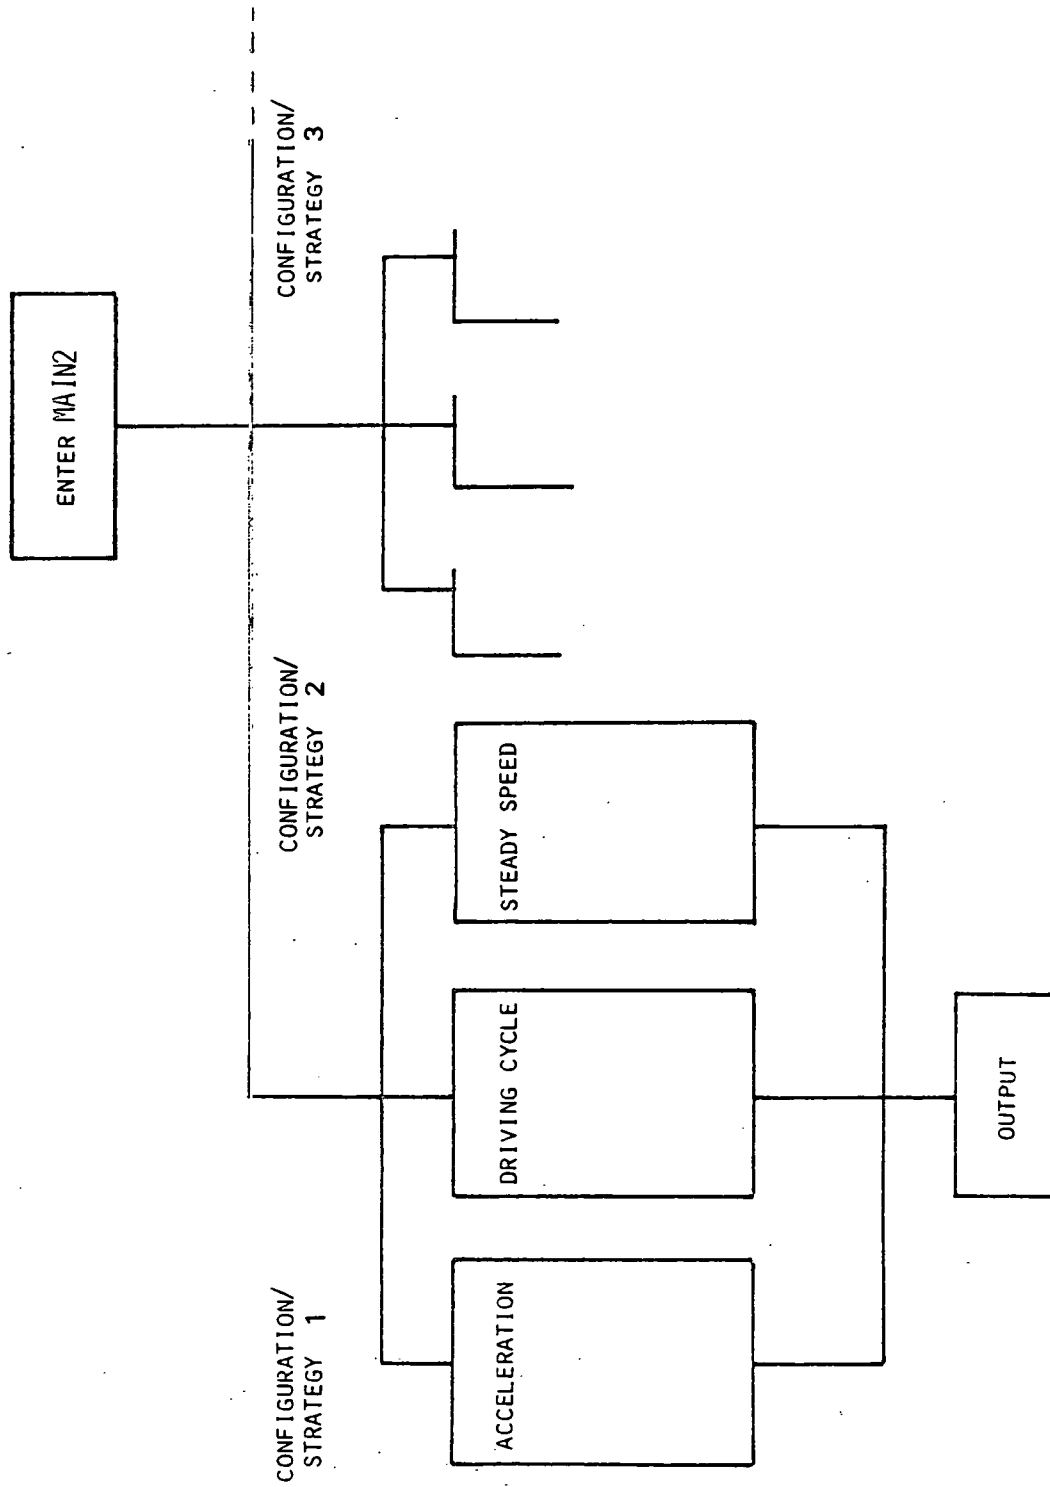 ENTER MAIN2
CONFIGURATION/
STRATEGY 1
CONFIGURATION/
STRATEGY 2
CONFIGURATION/
STRATEGY 3
ACCELERATION
DRIVING CYCLE
STEADY SPEED
OUTPUT